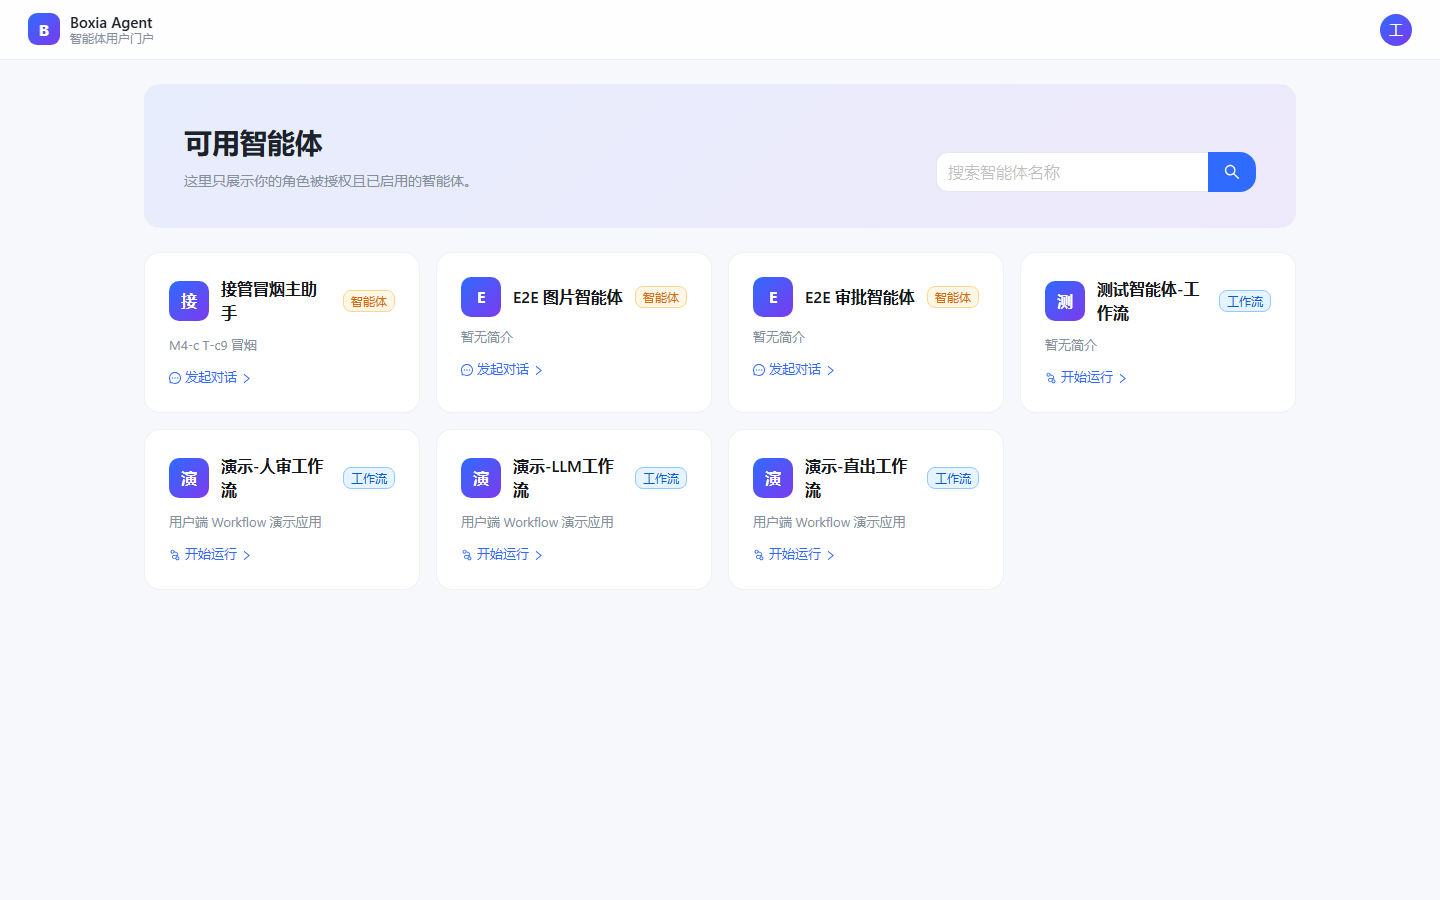 B
Boxia Agent
智能体用户门户
工
可用智能体
这里只展示你的角色被授权且已启用的智能体。
搜索智能体名称
接
接管冒烟主助
手
智能体
M4-c T-c9 冒烟
发起对话
E
E2E 图片智能体
智能体
暂无简介
发起对话
E
E2E 审批智能体
智能体
暂无简介
发起对话
测
测试智能体-工
作流
工作流
暂无简介
开始运行
演
演示-人审工作
流
工作流
用户端 Workflow 演示应用
开始运行
演
演示-LLM工作
流
工作流
用户端 Workflow 演示应用
开始运行
演
演示-直出工作
流
工作流
用户端 Workflow 演示应用
开始运行